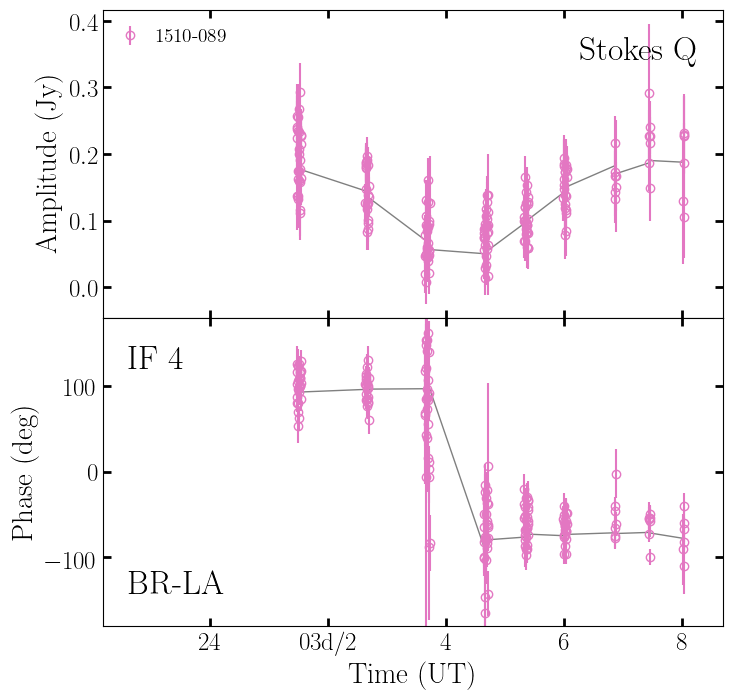 0.4
1510-089
Stokes Q
0.3
0.2
0.1
0.0
Amplitude (Jy)
IF 4
100
0
−100
Phase (deg)
BR-LA
24 03d/2 4 6 8
Time (UT)